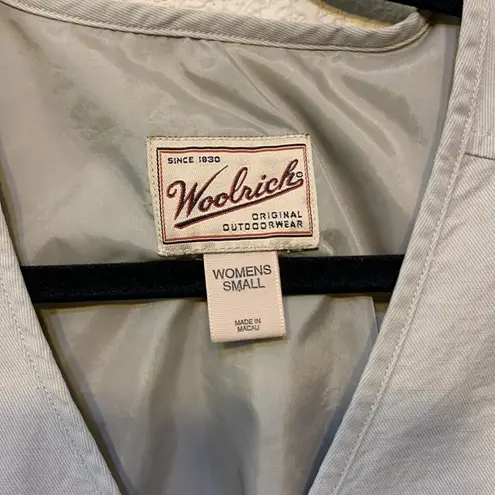 SINCE 1830
Woolrich®
ORIGINAL
OUTDOORWEAR
WOMENS
SMALL
MADE IN
MACAU